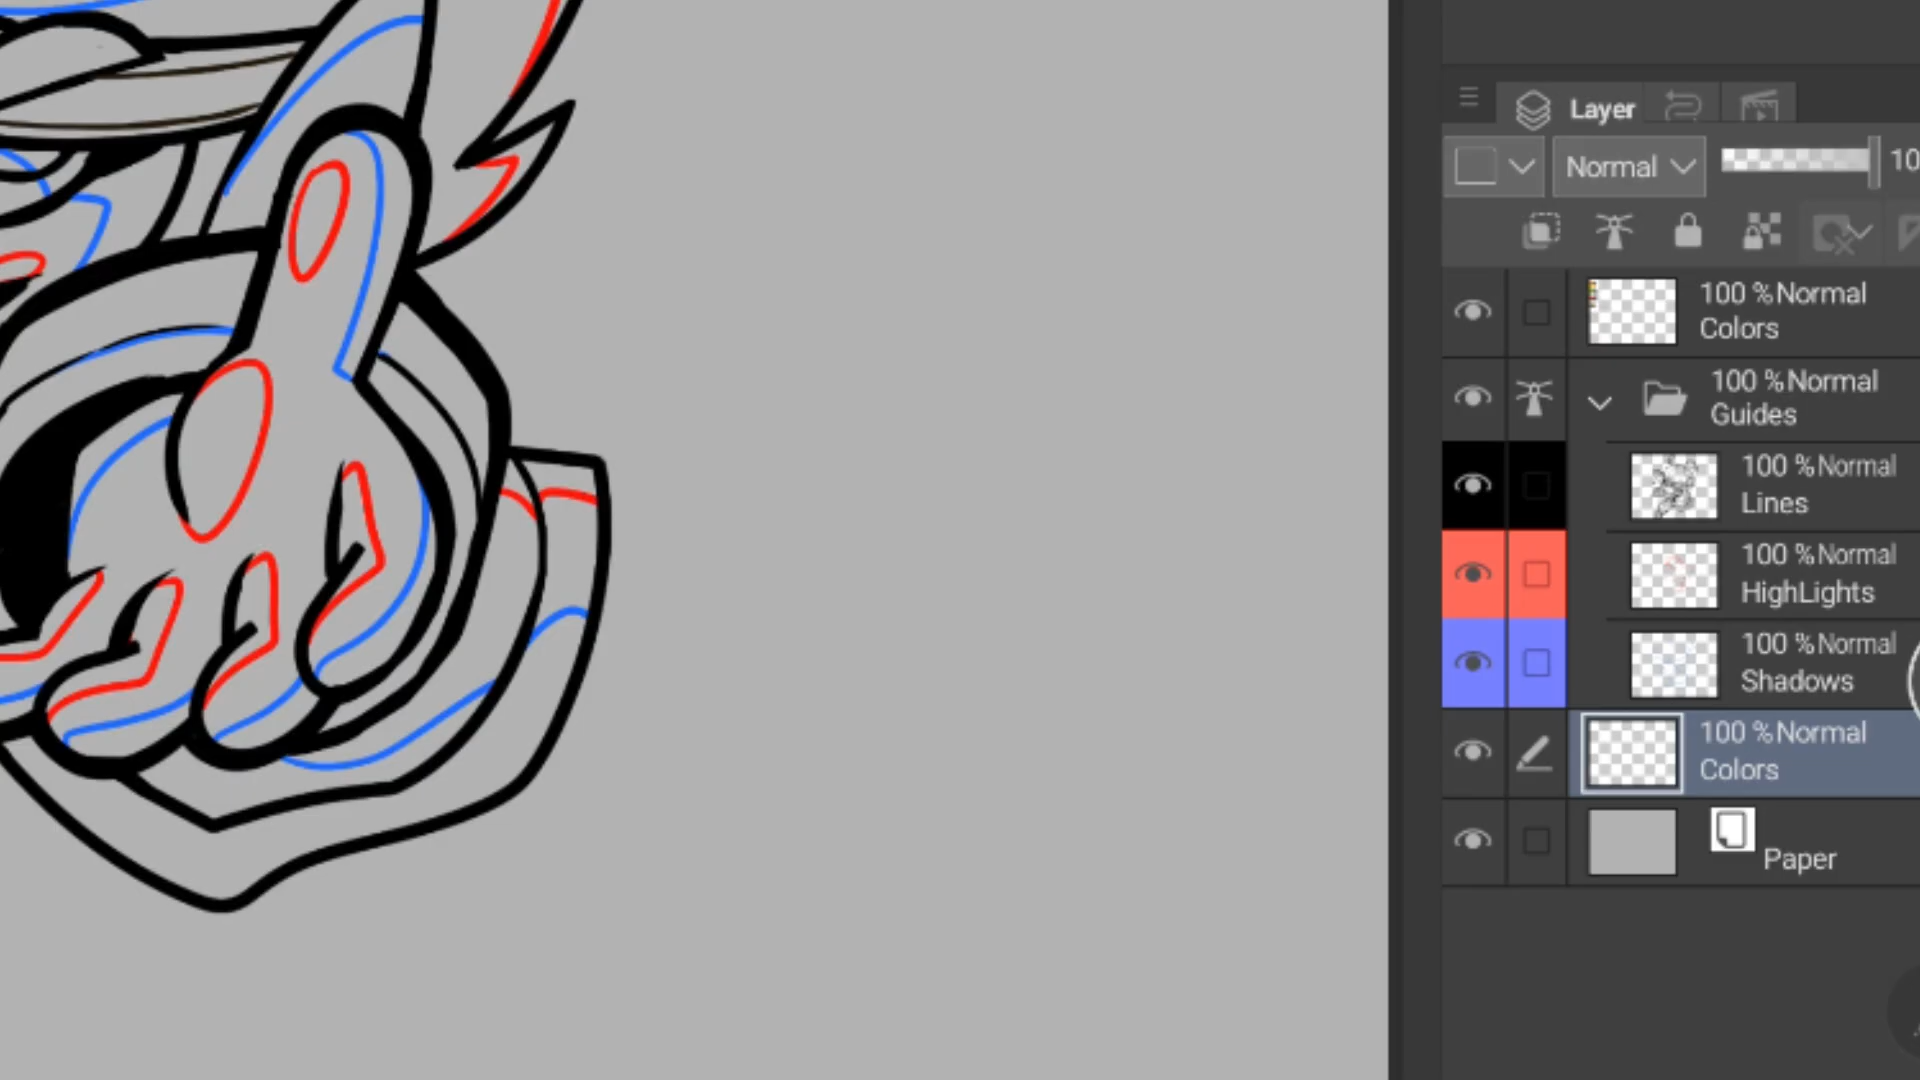 Layer
Normal
10
100 %Normal
Colors
100 %Normal
Guides
100 %Normal
Lines
100 %Normal
HighLights
100 %Normal
Shadows
100 %Normal
Colors
Paper